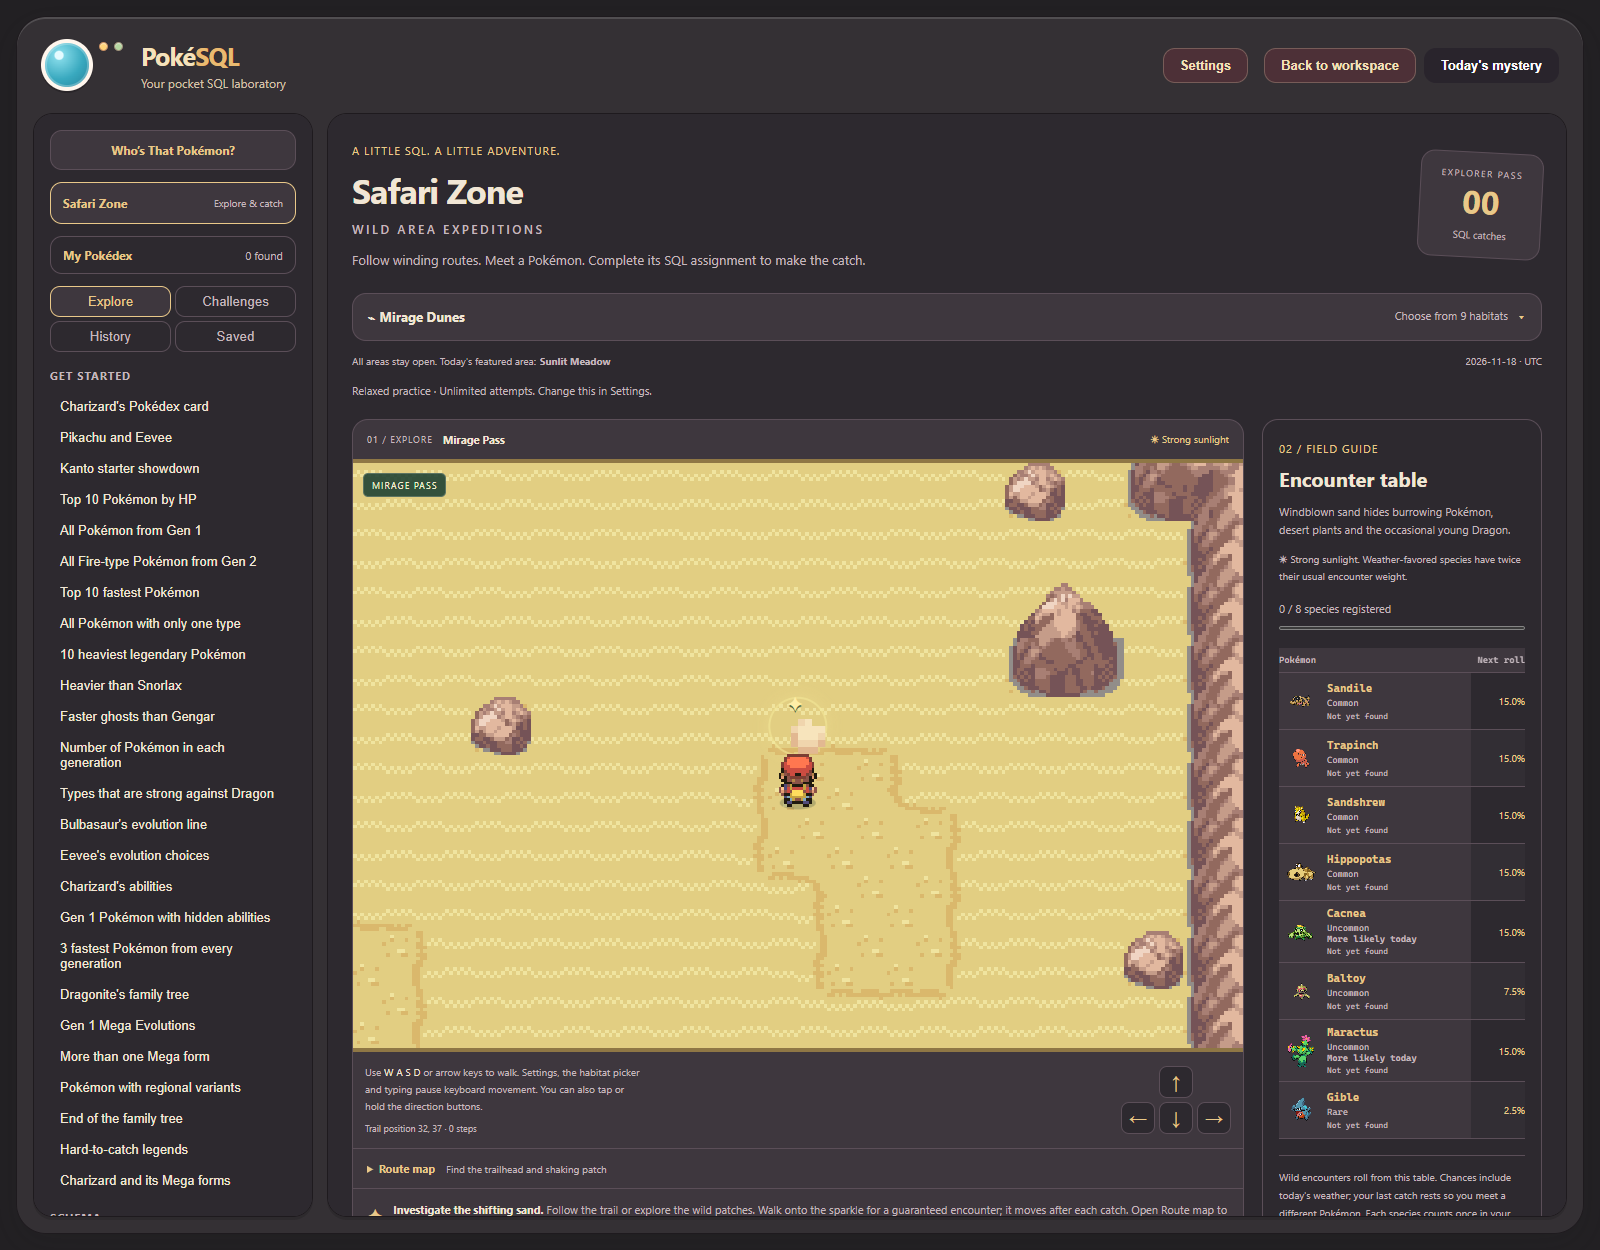 PokéSQL
Your pocket SQL laboratory
Settings
Back to workspace
Today's mystery
Who's That Pokémon?
Safari Zone
Explore & catch
My Pokédex
0 found
Explore
Challenges
History
Saved
GET STARTED
Charizard's Pokédex card
Pikachu and Eevee
Kanto starter showdown
Top 10 Pokémon by HP
All Pokémon from Gen 1
All Fire-type Pokémon from Gen 2
Top 10 fastest Pokémon
All Pokémon with only one type
10 heaviest legendary Pokémon
Heavier than Snorlax
Faster ghosts than Gengar
Number of Pokémon in each
generation
Types that are strong against Dragon
Bulbasaur's evolution line
Eevee's evolution choices
Charizard's abilities
Gen 1 Pokémon with hidden abilities
3 fastest Pokémon from every
generation
Dragonite's family tree
Gen 1 Mega Evolutions
More than one Mega form
Pokémon with regional variants
End of the family tree
Hard-to-catch legends
Charizard and its Mega forms
SCHEMA
A LITTLE SQL. A LITTLE ADVENTURE.
Safari Zone
WILD AREA EXPEDITIONS
Follow winding routes. Meet a Pokémon. Complete its SQL assignment to make the catch.
EXPLORER PASS
00
SQL catches
Mirage Dunes
Choose from 9 habitats
All areas stay open. Today's featured area: Sunlit Meadow
2026-11-18 · UTC
Relaxed practice · Unlimited attempts. Change this in Settings.
01 / EXPLORE Mirage Pass
☀ Strong sunlight
MIRAGE PASS
Use W A S D or arrow keys to walk. Settings, the habitat picker
and typing pause keyboard movement. You can also tap or
hold the direction buttons.
Trail position 32, 37 · 0 steps
↑
← ↓ →
Route map Find the trailhead and shaking patch
Investigate the shifting sand. Follow the trail or explore the wild patches. Walk onto the sparkle for a guaranteed encounter; it moves after each catch. Open Route map to
02 / FIELD GUIDE
Encounter table
Windblown sand hides burrowing Pokémon,
desert plants and the occasional young Dragon.
☀ Strong sunlight. Weather-favored species have twice
their usual encounter weight.
0 / 8 species registered
Pokémon Next roll
Sandile
Common
Not yet found
15.0%
Trapinch
Common
Not yet found
15.0%
Sandshrew
Common
Not yet found
15.0%
Hippopotas
Common
Not yet found
15.0%
Cacnea
Uncommon
More likely today
Not yet found
15.0%
Baltoy
Uncommon
Not yet found
7.5%
Maractus
Uncommon
More likely today
Not yet found
15.0%
Gible
Rare
Not yet found
2.5%
Wild encounters roll from this table. Chances include
today's weather; your last catch rests so you meet a
different Pokémon. Each species counts once in your